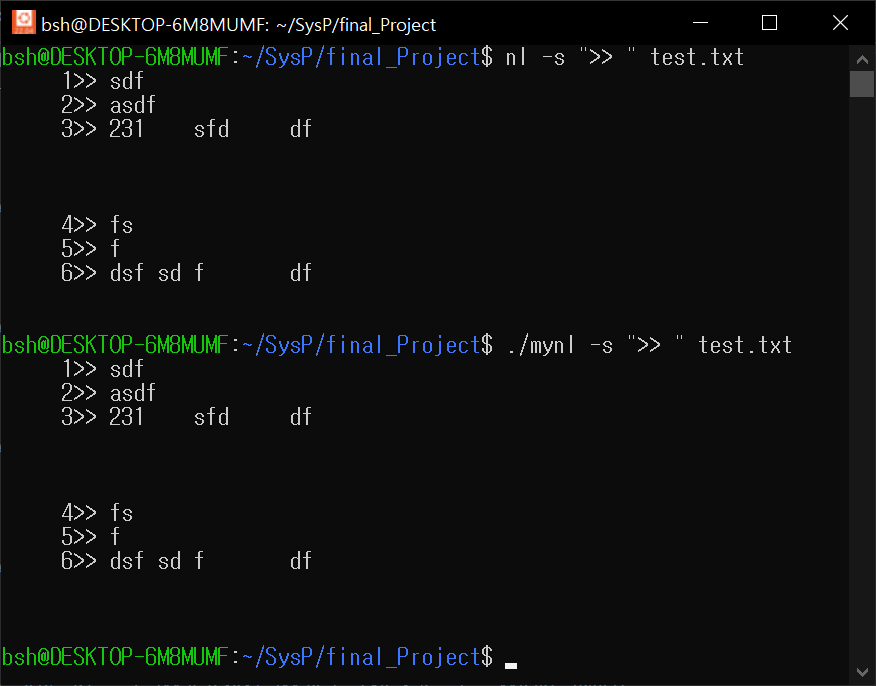 bsh@DESKTOP-6M8MUMF: ~/SysP/final_Project
bsh@DESKTOP-6M8MUMF:~/SysP/final_Project$ nl -s ">> " test.txt
     1>> sdf
     2>> asdf
     3>> 231    sfd     df
     4>> fs
     5>> f
     6>> dsf sd f       df
bsh@DESKTOP-6M8MUMF:~/SysP/final_Project$ ./mynl -s ">> " test.txt
     1>> sdf
     2>> asdf
     3>> 231    sfd     df
     4>> fs
     5>> f
     6>> dsf sd f       df
bsh@DESKTOP-6M8MUMF:~/SysP/final_Project$